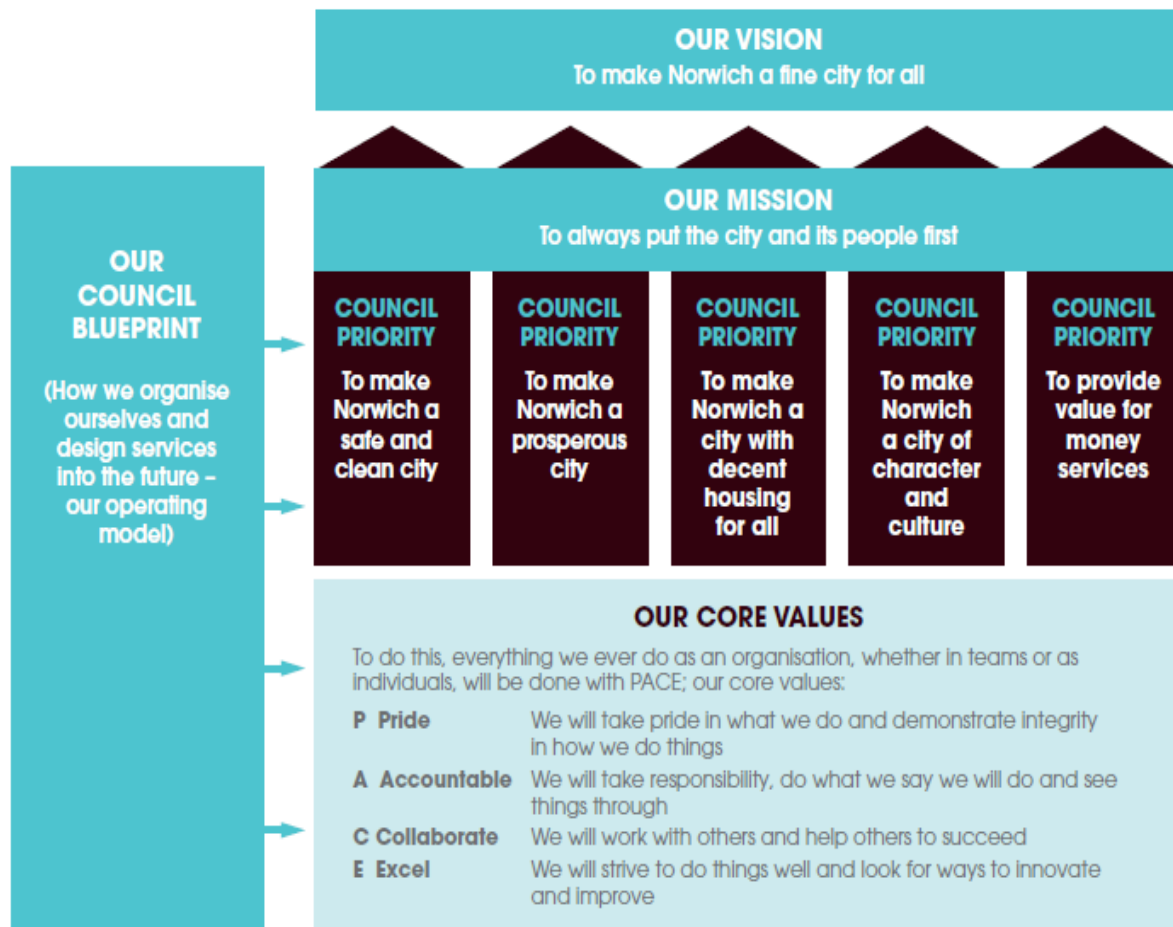 OUR VISION
To make Norwich a fine city for all
OUR MISSION
To always put the city and its people first
OUR
COUNCIL
BLUEPRINT
(How we organise
ourselves and
design services
into the future –
our operating
model)
COUNCIL
PRIORITY
To make
Norwich a
safe and
clean city
COUNCIL
PRIORITY
To make
Norwich a
prosperous
city
COUNCIL
PRIORITY
To make
Norwich a
city with
decent
housing
for all
COUNCIL
PRIORITY
To make
Norwich
a city of
character
and
culture
COUNCIL
PRIORITY
To provide
value for
money
services
OUR CORE VALUES
To do this, everything we ever do as an organisation, whether in teams or as
individuals, will be done with PACE; our core values:
P Pride We will take pride in what we do and demonstrate integrity
in how we do things
A Accountable We will take responsibility, do what we say we will do and see
things through
C Collaborate We will work with others and help others to succeed
E Excel We will strive to do things well and look for ways to innovate
and improve